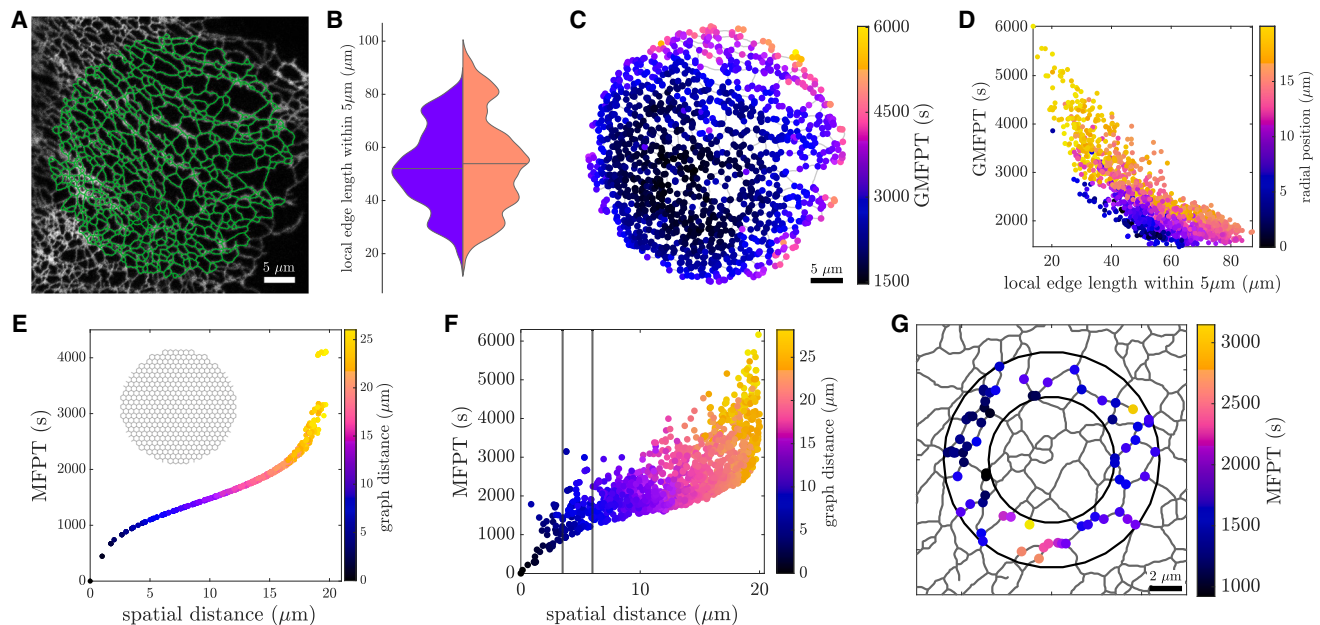 A
5 μm
B
local edge length within 5μm (μm)
100
80
60
40
20
C
5 μm
6000
4500
3000
1500
GMFPT (s)
D
6000
5000
4000
3000
2000
GMFPT (s)
20
40
60
80
local edge length within 5μm (μm)
15
10
5
0
radial position (μm)
E
4000
3000
2000
1000
0
MFPT (s)
0
5
10
15
20
spatial distance (μm)
25
20
15
10
5
0
graph distance (μm)
F
6000
5000
4000
3000
2000
1000
0
MFPT (s)
0
10
20
spatial distance (μm)
25
20
15
10
5
0
graph distance (μm)
G
2 μm
3000
2500
2000
1500
1000
MFPT (s)